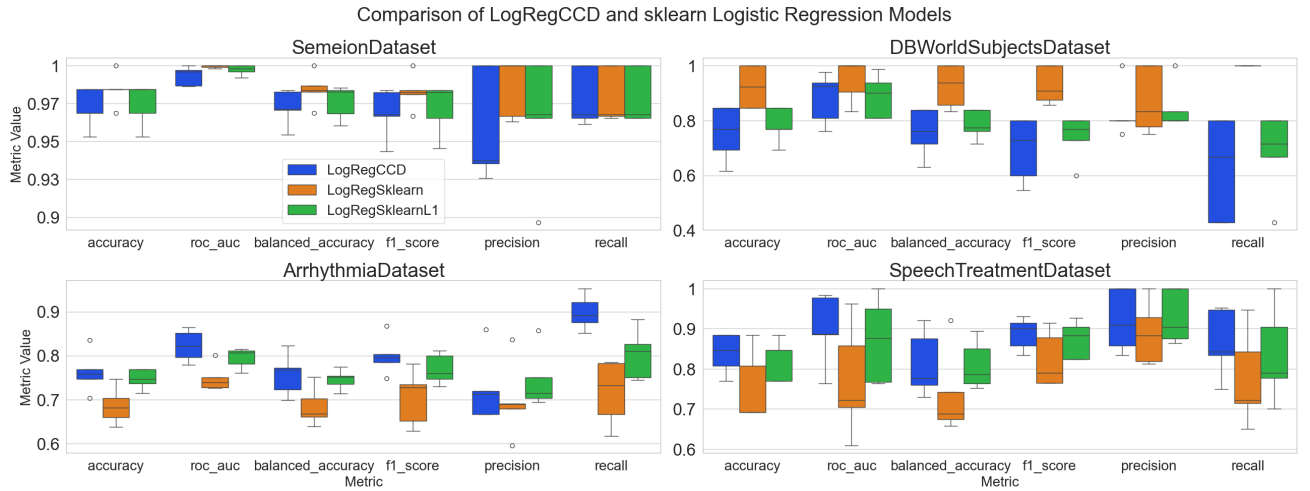 Comparison of LogRegCCD and sklearn Logistic Regression Models
SemeionDataset
Metric Value
1
0.97
0.95
0.93
0.9
LogRegCCD
LogRegSklearn
LogRegSklearnL1
accuracy roc_auc balanced_accuracy f1_score precision recall
DBWorldSubjectsDataset
1.0
0.9
0.8
0.6
0.4
accuracy roc_auc balanced_accuracy f1_score precision recall
ArrhythmiaDataset
Metric Value
0.9
0.8
0.7
0.6
accuracy roc_auc balanced_accuracy f1_score precision recall
Metric
SpeechTreatmentDataset
1
0.9
0.8
0.7
0.6
accuracy roc_auc balanced_accuracy f1_score precision recall
Metric